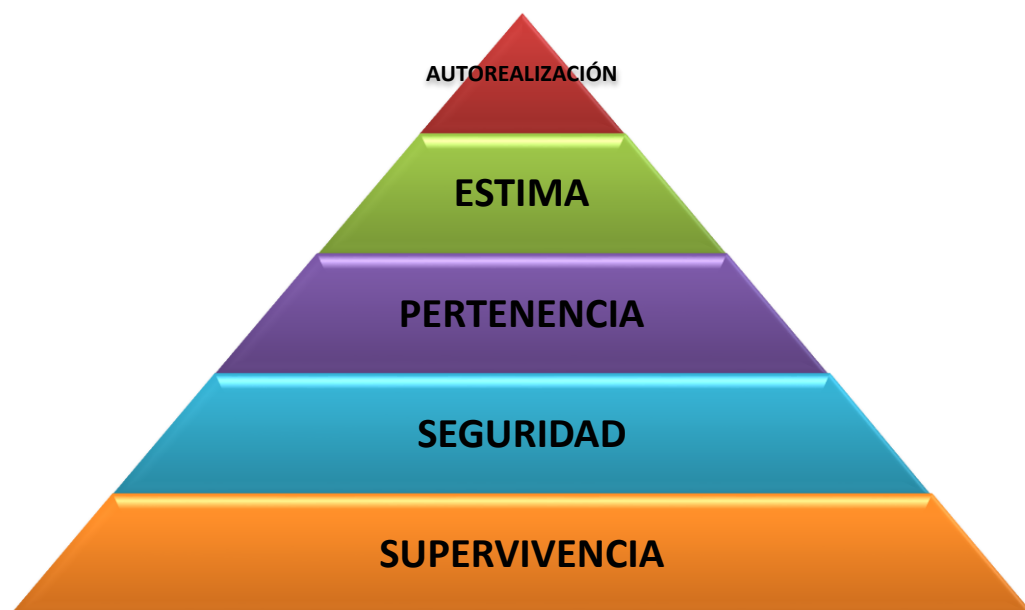 AUTOREALIZACIÓN
ESTIMA
PERTENENCIA
SEGURIDAD
SUPERVIVENCIA